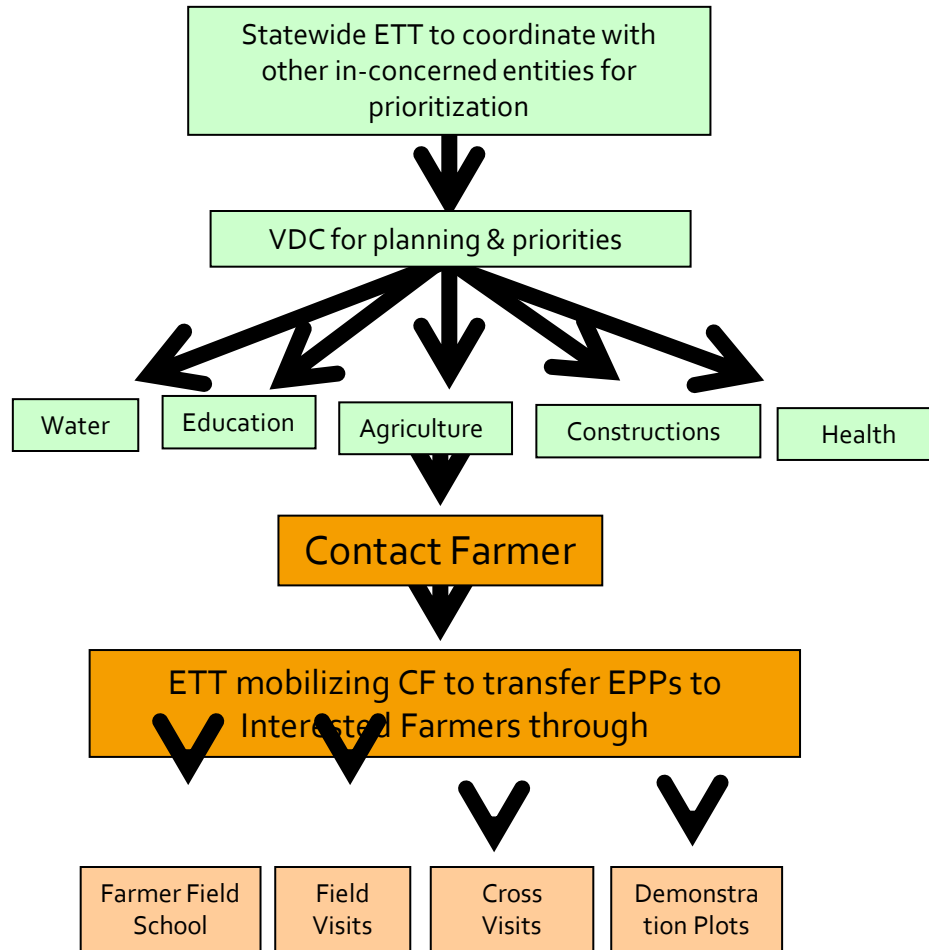 Statewide ETT to coordinate with
other in-concerned entities for
prioritization
VDC for planning & priorities
Water
Education
Agriculture
Constructions
Health
Contact Farmer
ETT mobilizing CF to transfer EPPs to
Interested Farmers through
Farmer Field
School
Field
Visits
Cross
Visits
Demonstra
tion Plots